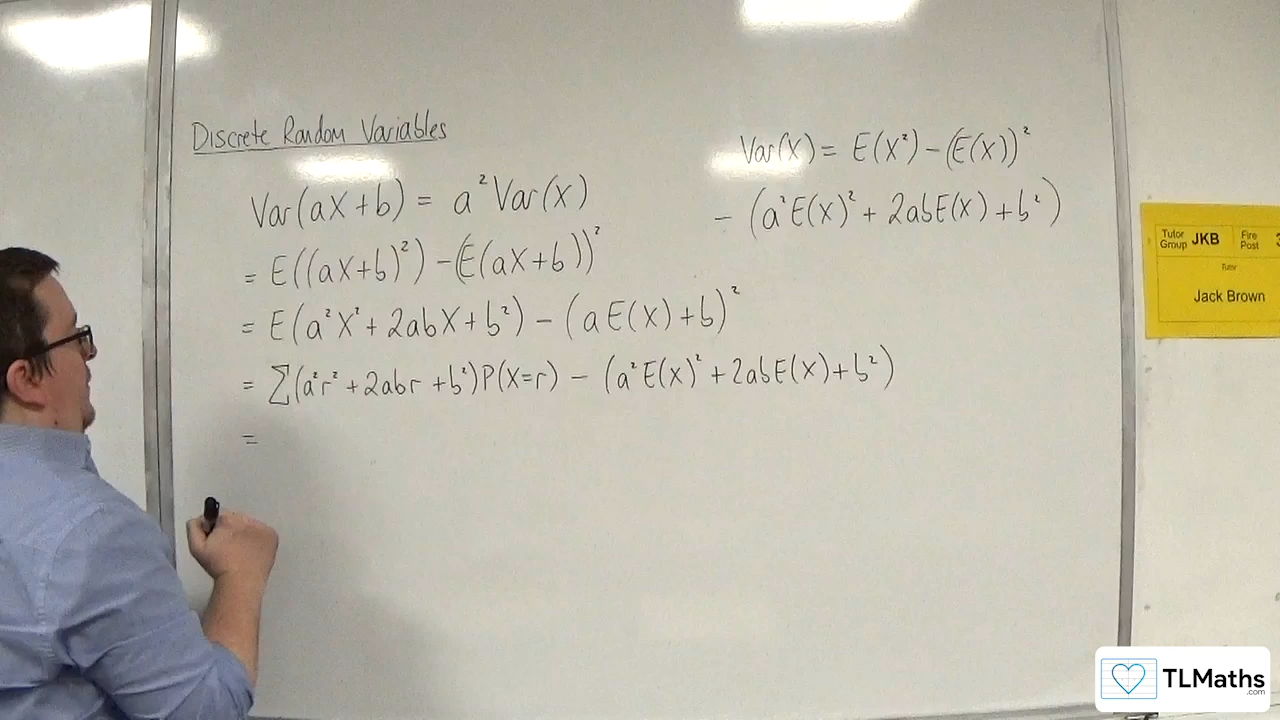 Discrete Random Variables
Var(aX+b) = a²Var(X)
= E((aX+b)²) - (E(aX+b))²
= E(a²X² + 2abX + b²) - (aE(X)+b)²
= ∑(a²r² + 2abr + b²)P(X=r) - (a²E(X)² + 2abE(X) + b²)
=
Var(X) = E(X²) - (E(X))²
- (a²E(X)² + 2abE(X) + b²)
Tutor Group JKB Fire Post 3
Tutor
Jack Brown
TLMaths
.com